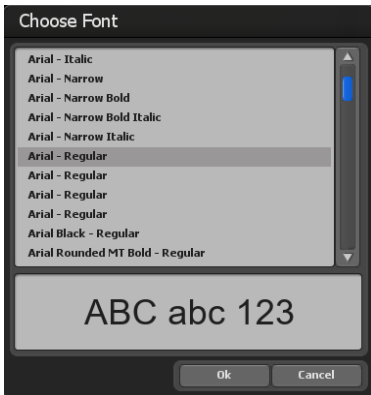 Choose Font
Arial - Italic
Arial - Narrow
Arial - Narrow Bold
Arial - Narrow Bold Italic
Arial - Narrow Italic
Arial - Regular
Arial - Regular
Arial - Regular
Arial - Regular
Arial Black - Regular
Arial Rounded MT Bold - Regular
ABC abc 123
Ok
Cancel